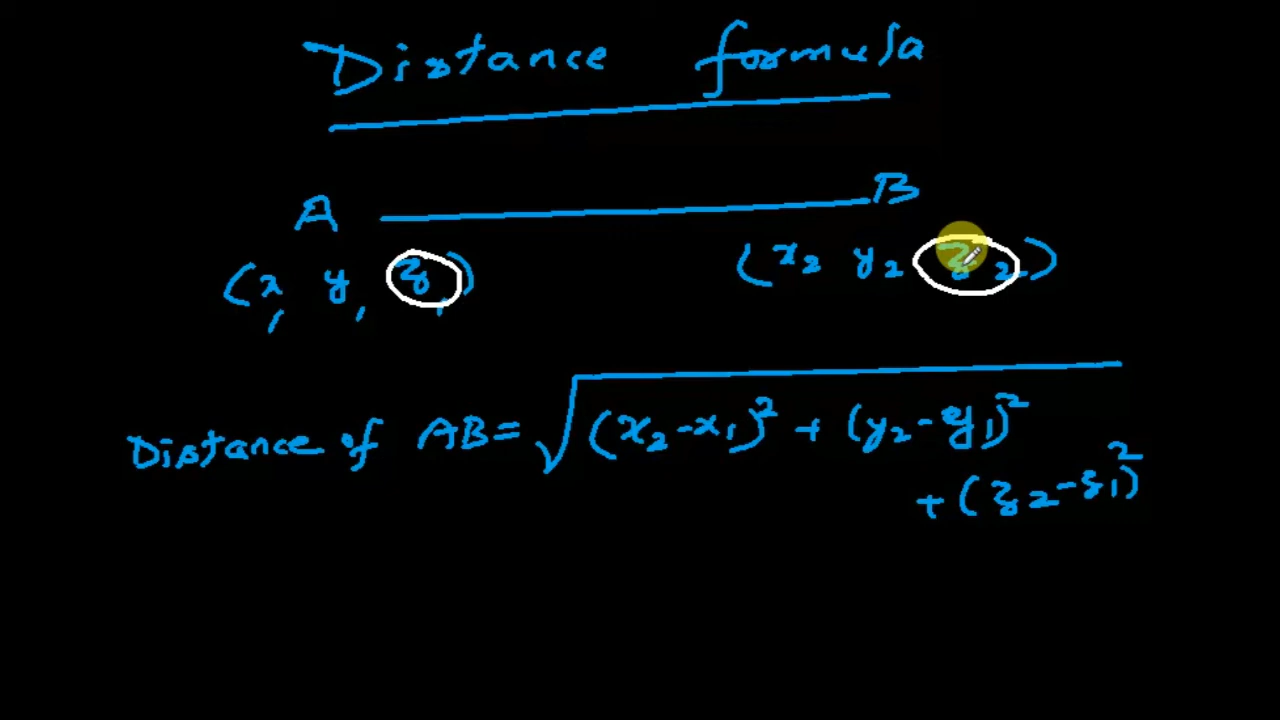 Distance formula
A B
(x₁ y₁ z₁) (x₂ y₂ z₂)
Distance of AB = √(x₂-x₁)² + (y₂-y₁)²
+ (z₂-z₁)²